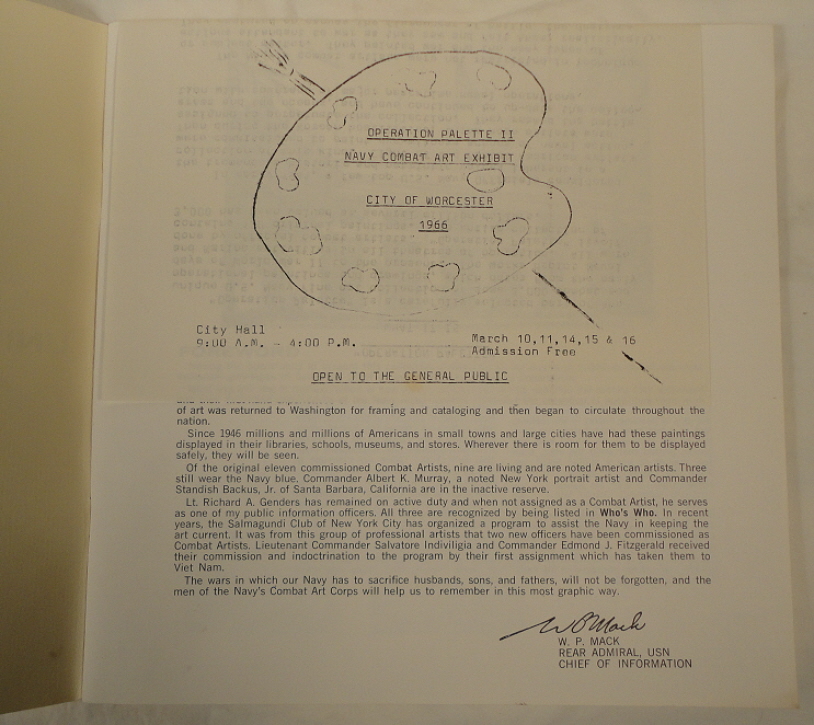 OPERATION PALETTE II
NAVY COMBAT ART EXHIBIT
CITY OF WORCESTER
1966
City Hall
9:00 A.M. - 4:00 P.M.
March 10,11,14,15 & 16
Admission Free
OPEN TO THE GENERAL PUBLIC
of art was returned to Washington for framing and cataloging and then began to circulate throughout the
nation.
Since 1946 millions and millions of Americans in small towns and large cities have had these paintings
displayed in their libraries, schools, museums, and stores. Wherever there is room for them to be displayed
safely, they will be seen.
Of the original eleven commissioned Combat Artists, nine are living and are noted American artists. Three
still wear the Navy blue. Commander Albert K. Murray, a noted New York portrait artist and Commander
Standish Backus, Jr. of Santa Barbara, California are in the inactive reserve.
Lt. Richard A. Genders has remained on active duty and when not assigned as a Combat Artist, he serves
as one of my public information officers. All three are recognized by being listed in Who's Who. In recent
years, the Salmagundi Club of New York City has organized a program to assist the Navy in keeping the
art current. It was from this group of professional artists that two new officers have been commissioned as
Combat Artists. Lieutenant Commander Salvatore Indiviligia and Commander Edmond J. Fitzgerald received
their commission and indoctrination to the program by their first assignment which has taken them to
Viet Nam.
The wars in which our Navy has to sacrifice husbands, sons, and fathers, will not be forgotten, and the
men of the Navy's Combat Art Corps will help us to remember in this most graphic way.
W P Mack
W. P. MACK
REAR ADMIRAL, USN
CHIEF OF INFORMATION